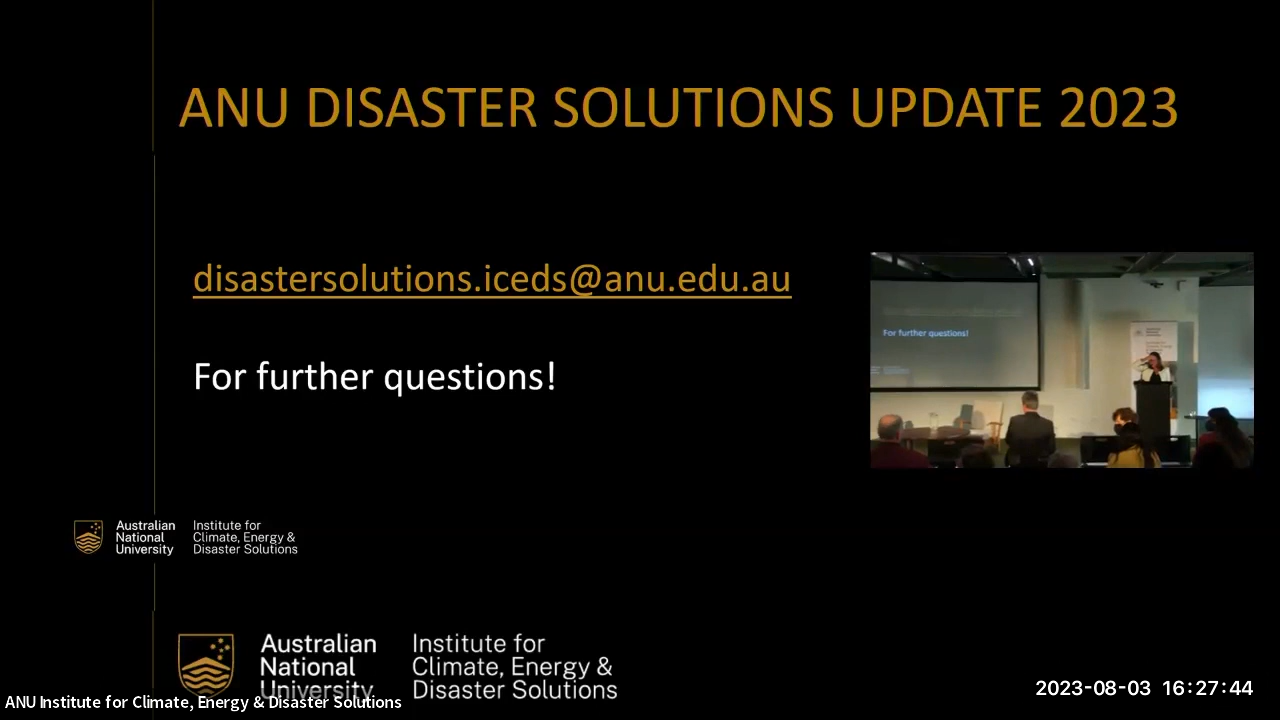 ANU DISASTER SOLUTIONS UPDATE 2023
disastersolutions.iceds@anu.edu.au
For further questions!
For further questions!
Australian
National
University
Institute for
Climate, Energy &
Disaster Solutions
Australian
National
University
Institute for
Climate, Energy &
Disaster Solutions
ANU Institute for Climate, Energy & Disaster Solutions
2023-08-03 16:27:44